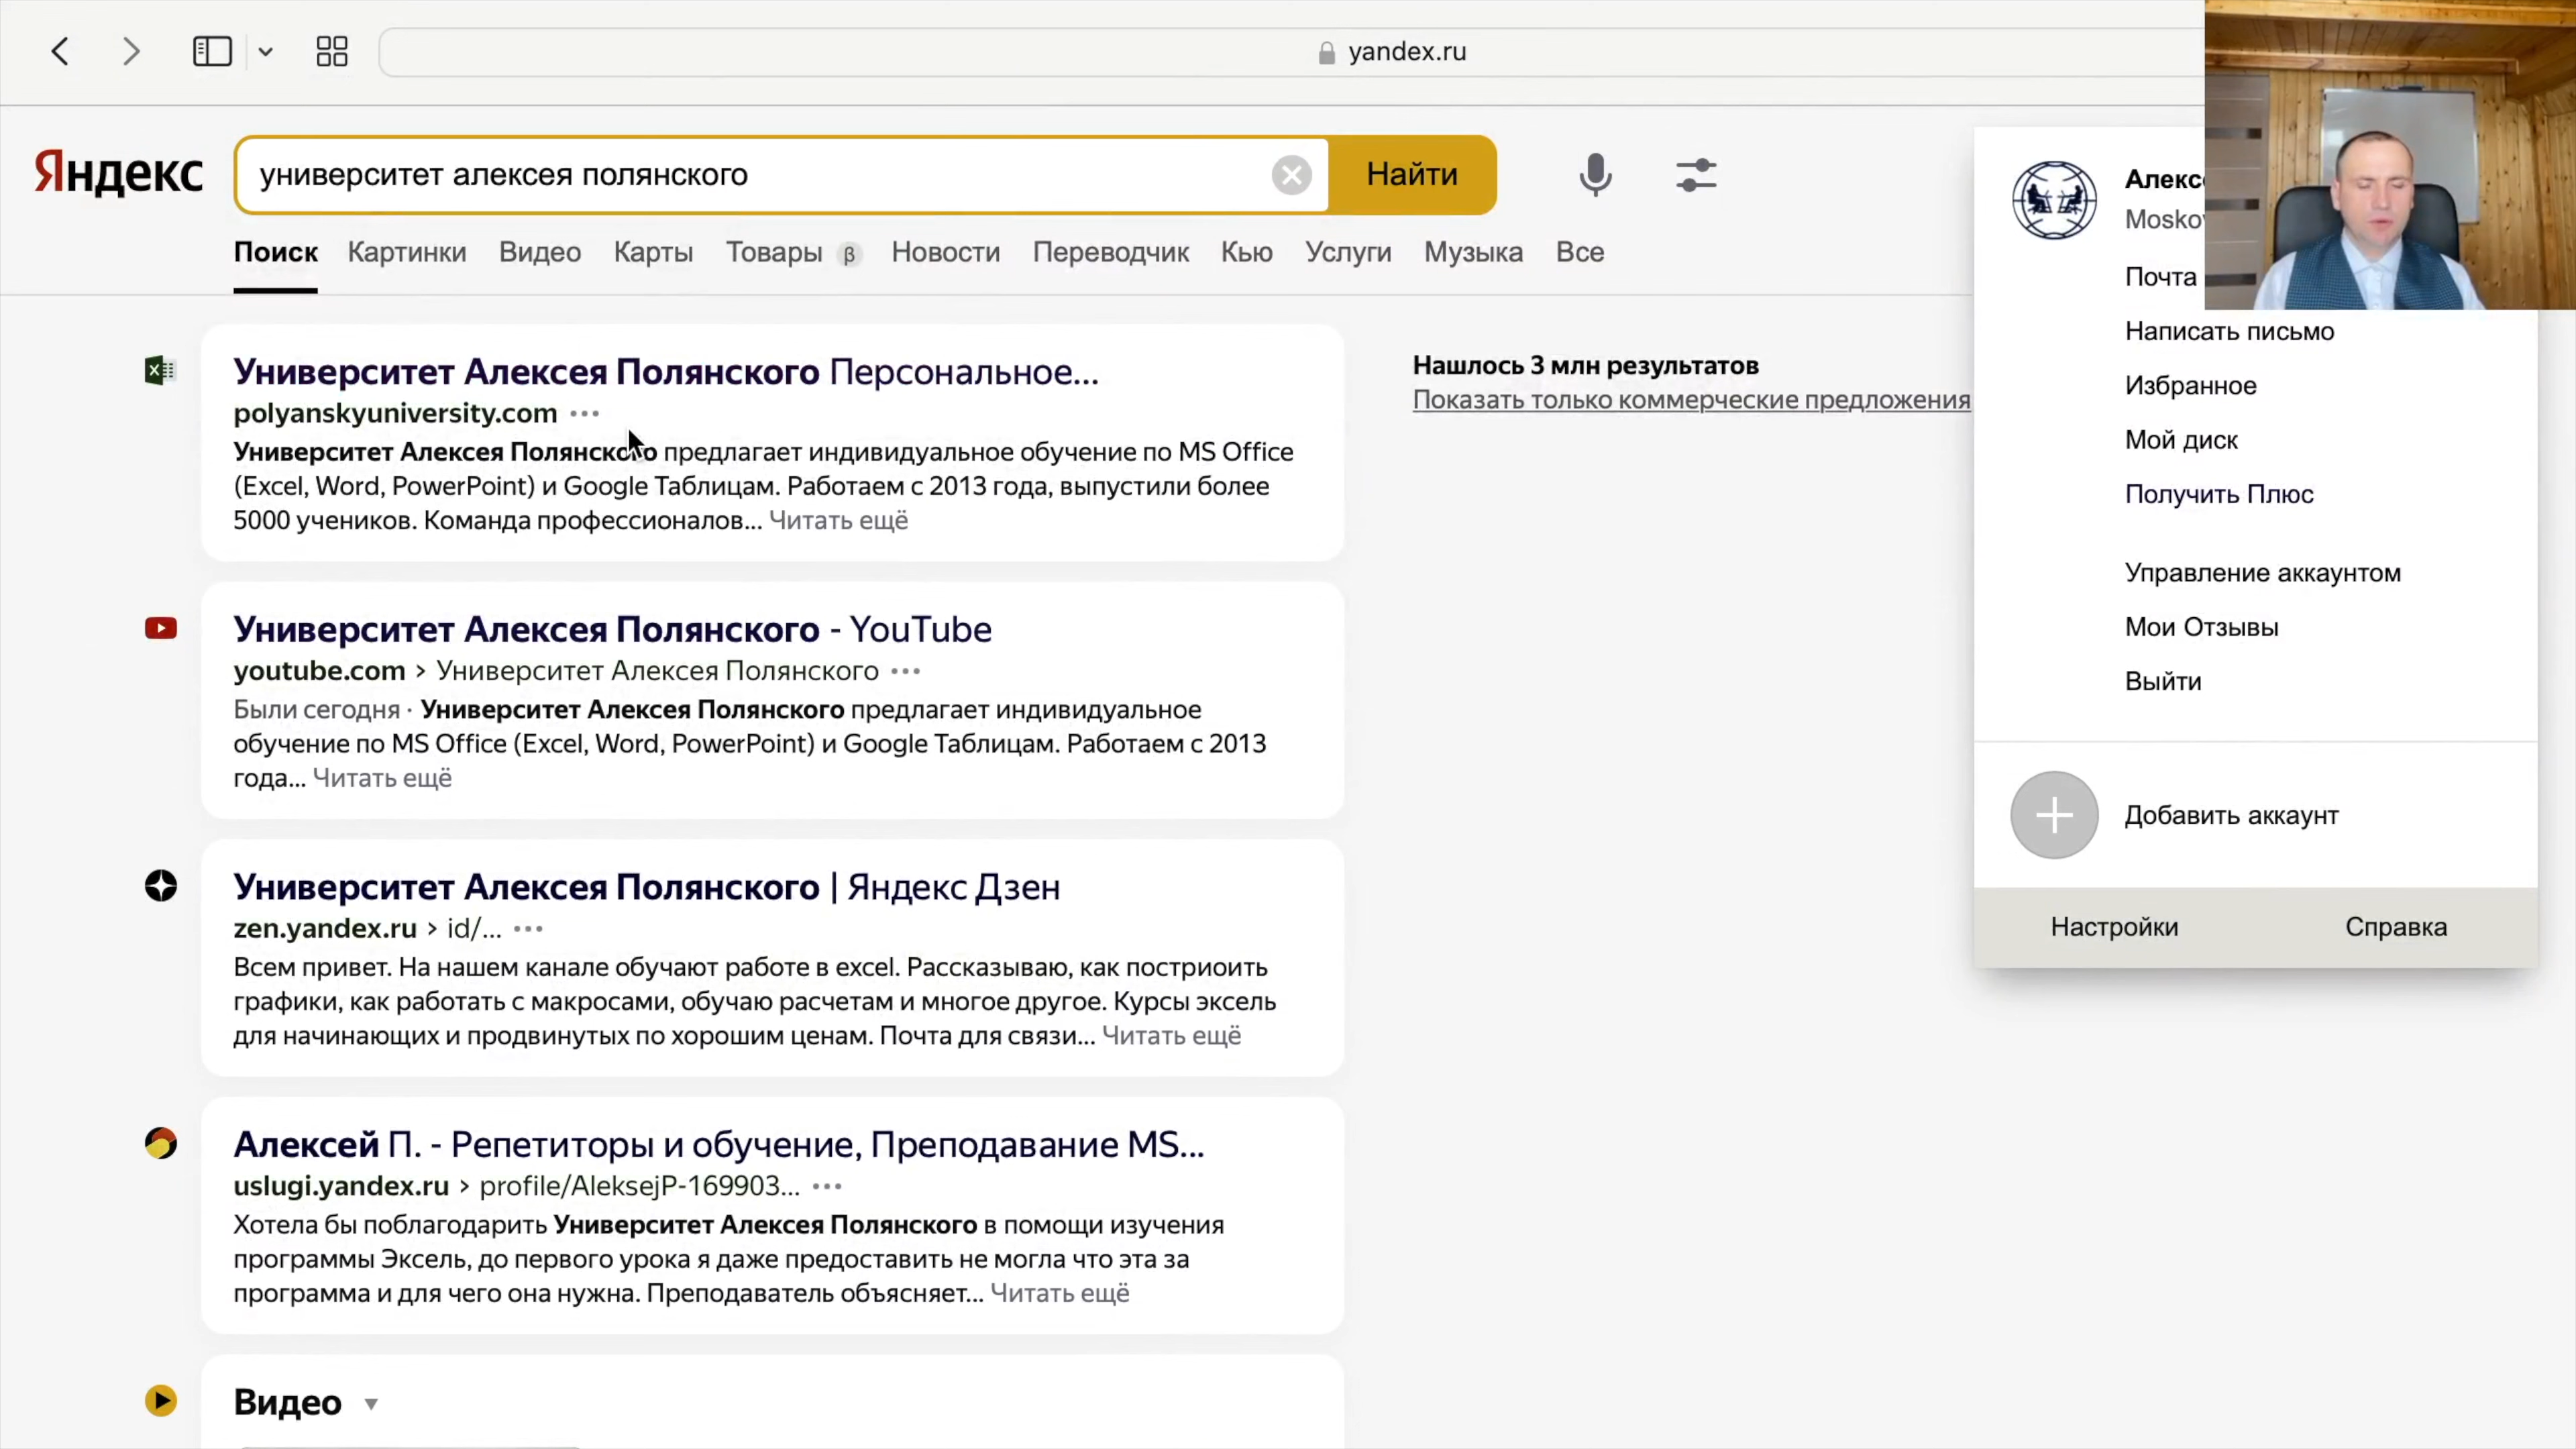 yandex.ru
Яндекс
университет алексея полянского
Найти
Поиск Картинки Видео Карты Товары β Новости Переводчик Кью Услуги Музыка Все
Университет Алексея Полянского Персональное...
polyanskyuniversity.com
Университет Алексея Полянского предлагает индивидуальное обучение по MS Office
(Excel, Word, PowerPoint) и Google Таблицам. Работаем с 2013 года, выпустили более
5000 учеников. Команда профессионалов... Читать ещё
Университет Алексея Полянского - YouTube
youtube.com › Университет Алексея Полянского
Были сегодня · Университет Алексея Полянского предлагает индивидуальное
обучение по MS Office (Excel, Word, PowerPoint) и Google Таблицам. Работаем с 2013
года... Читать ещё
Университет Алексея Полянского | Яндекс Дзен
zen.yandex.ru › id/...
Всем привет. На нашем канале обучают работе в excel. Рассказываю, как постриоить
графики, как работать с макросами, обучаю расчетам и многое другое. Курсы эксель
для начинающих и продвинутых по хорошим ценам. Почта для связи... Читать ещё
Алексей П. - Репетиторы и обучение, Преподавание MS...
uslugi.yandex.ru › profile/AleksejP-169903...
Хотела бы поблагодарить Университет Алексея Полянского в помощи изучения
программы Эксель, до первого урока я даже предоставить не могла что эта за
программа и для чего она нужна. Преподаватель объясняет... Читать ещё
Видео
Нашлось 3 млн результатов
Показать только коммерческие предложения
Почта
Написать письмо
Избранное
Мой диск
Получить Плюс
Управление аккаунтом
Мои Отзывы
Выйти
Добавить аккаунт
Настройки Справка